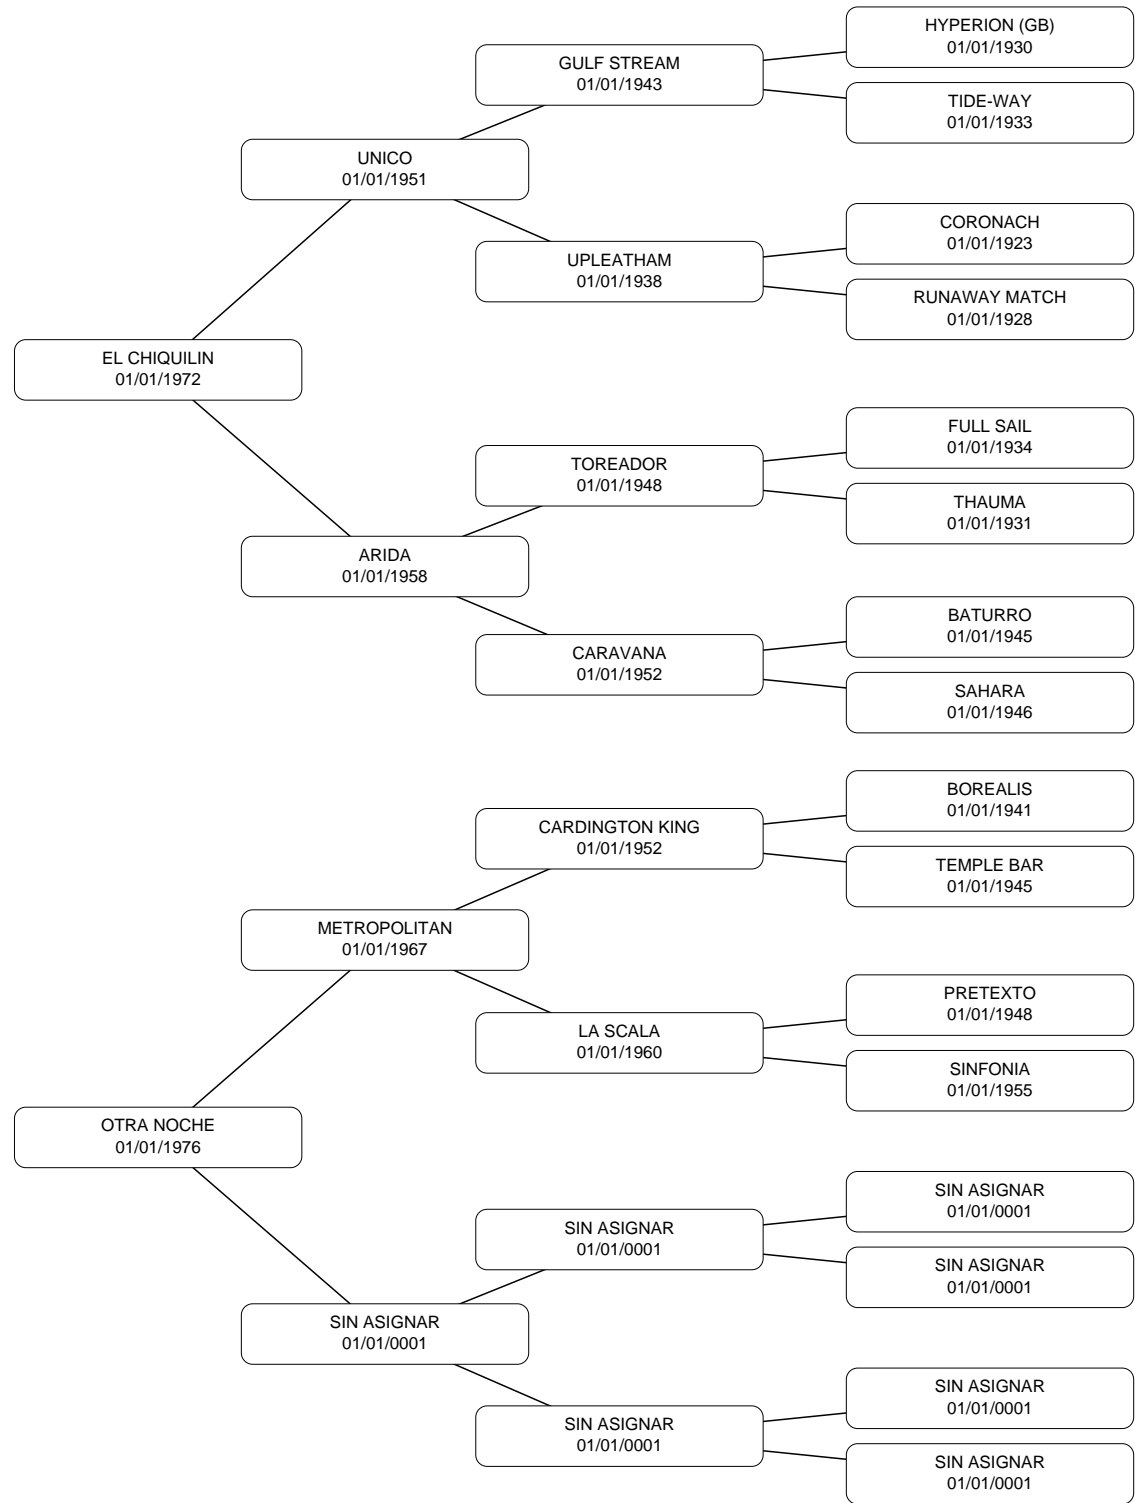 HYPERION (GB)
01/01/1930
GULF STREAM
01/01/1943
TIDE-WAY
01/01/1933
UNICO
01/01/1951
CORONACH
01/01/1923
UPLEATHAM
01/01/1938
RUNAWAY MATCH
01/01/1928
EL CHIQUILIN
01/01/1972
FULL SAIL
01/01/1934
TOREADOR
01/01/1948
THAUMA
01/01/1931
ARIDA
01/01/1958
BATURRO
01/01/1945
CARAVANA
01/01/1952
SAHARA
01/01/1946
BOREALIS
01/01/1941
CARDINGTON KING
01/01/1952
TEMPLE BAR
01/01/1945
METROPOLITAN
01/01/1967
PRETEXTO
01/01/1948
LA SCALA
01/01/1960
SINFONIA
01/01/1955
OTRA NOCHE
01/01/1976
SIN ASIGNAR
01/01/0001
SIN ASIGNAR
01/01/0001
SIN ASIGNAR
01/01/0001
SIN ASIGNAR
01/01/0001
SIN ASIGNAR
01/01/0001
SIN ASIGNAR
01/01/0001
SIN ASIGNAR
01/01/0001